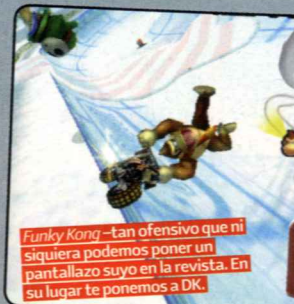 Funky Kong –tan ofensivo que ni
siquiera podemos poner un
pantallazo suyo en la revista. En
su lugar te ponemos a DK.